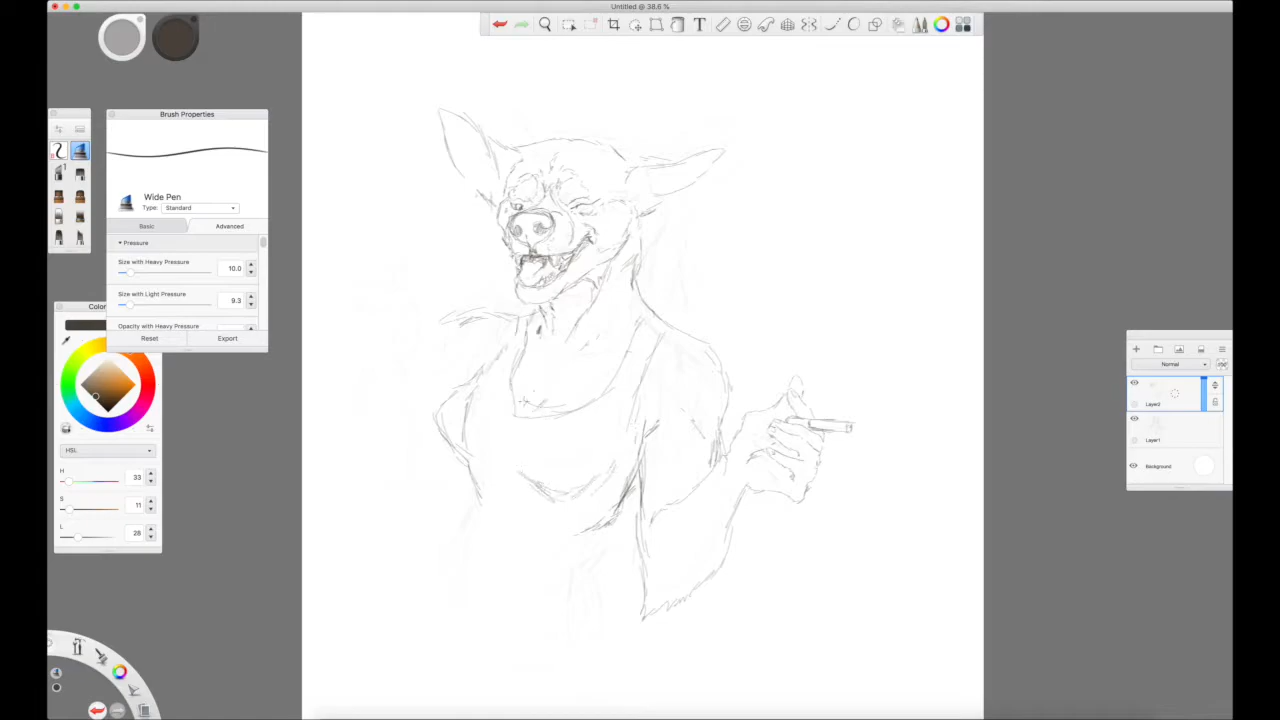 Untitled @ 38.6 %
T
Brush Properties
Wide Pen
Type: Standard
Basic
Advanced
Pressure
Size with Heavy Pressure
10.0
Size with Light Pressure
9.3
Opacity with Heavy Pressure
Reset
Export
Color
HSL
H
33
S
11
L
28
Normal
Layer2
Layer1
Background